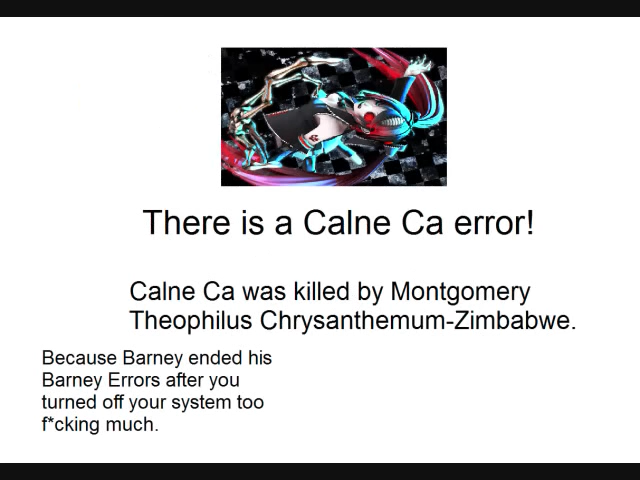 There is a Calne Ca error!
Calne Ca was killed by Montgomery
Theophilus Chrysanthemum-Zimbabwe.
Because Barney ended his
Barney Errors after you
turned off your system too
f*cking much.